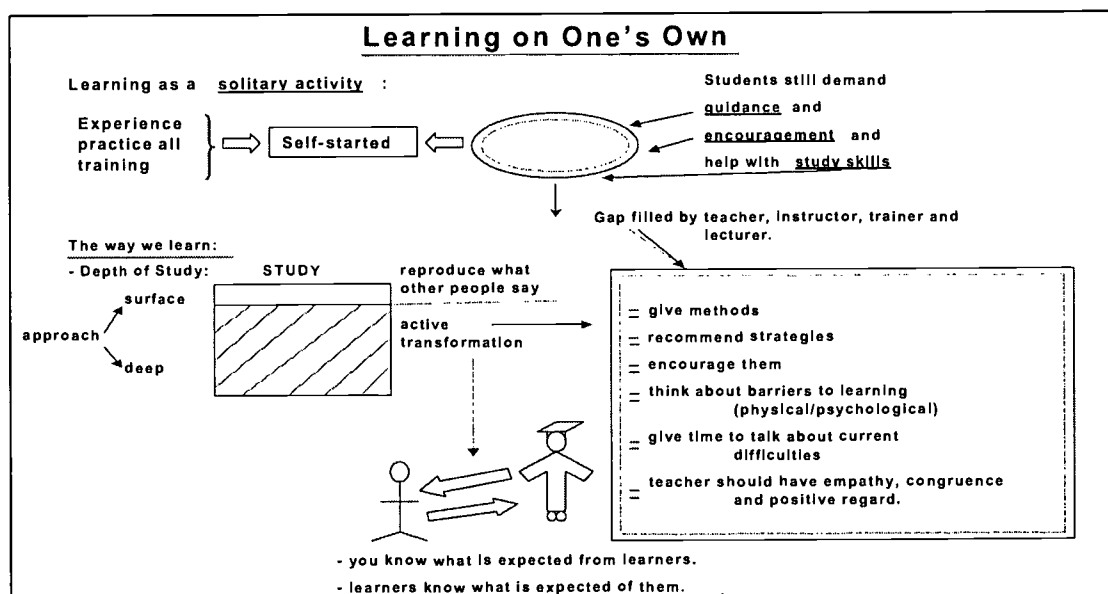 Learning on One's Own
Learning as a solitary activity :
Experience
practice all
training
Self-started
Students still demand
guidance and
encouragement and
help with study skills
Gap filled by teacher, instructor, trainer and
lecturer.
The way we learn:
- Depth of Study:
surface
approach
deep
STUDY
reproduce what
other people say
active
transformation
= give methods
= recommend strategies
= encourage them
= think about barriers to learning
(physical/psychological)
= give time to talk about current
difficulties
= teacher should have empathy, congruence
and positive regard.
- you know what is expected from learners.
- learners know what is expected of them.